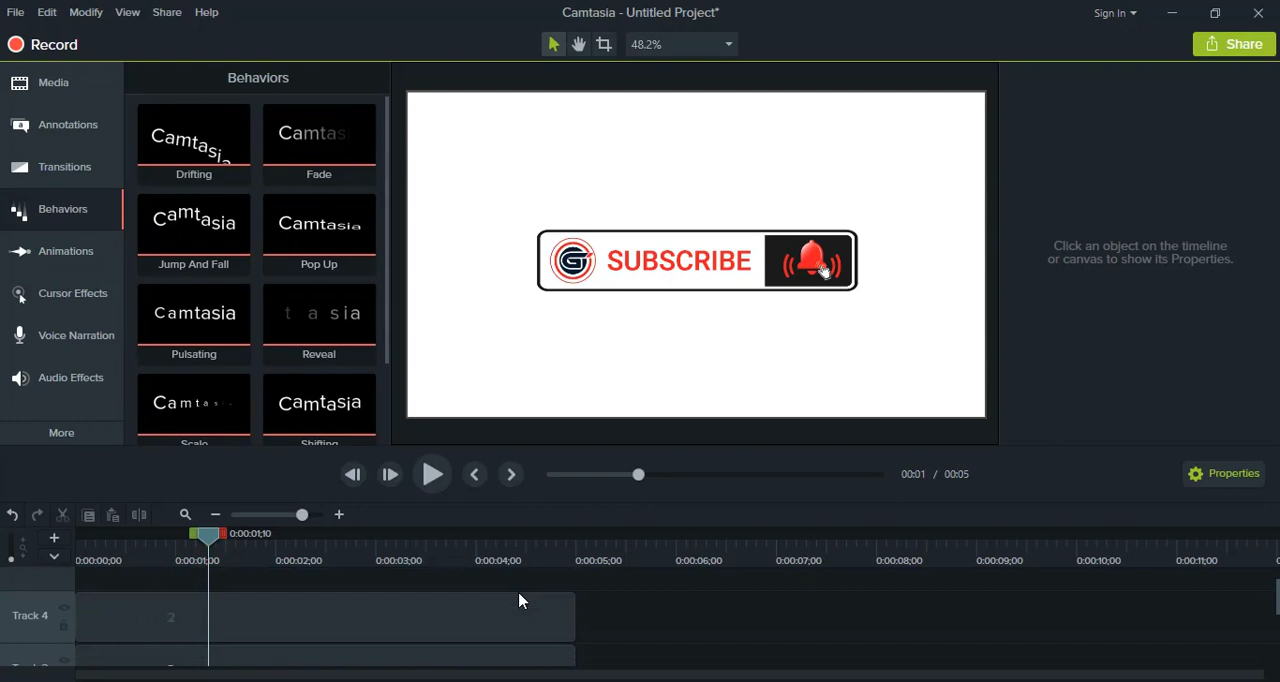 File Edit Modify View Share Help
Camtasia - Untitled Project*
Sign In
Record
48.2%
Share
Media
Annotations
Transitions
Behaviors
Animations
Cursor Effects
Voice Narration
Audio Effects
More
Behaviors
Camtasia
Camtas
Drifting
Fade
Camtasia
Camtasia
Jump And Fall
Pop Up
Camtasia
t a s i a
Pulsating
Reveal
Camtas
Camtasia
Scale
Shifting
SUBSCRIBE
Click an object on the timeline
or canvas to show its Properties.
00:01 / 00:05
Properties
0:00:01;10
0:00:00;00 0:00:01;00 0:00:02;00 0:00:03;00 0:00:04;00 0:00:05;00 0:00:06;00 0:00:07;00 0:00:08;00 0:00:09;00 0:00:10;00 0:00:11;00
Track 4
2